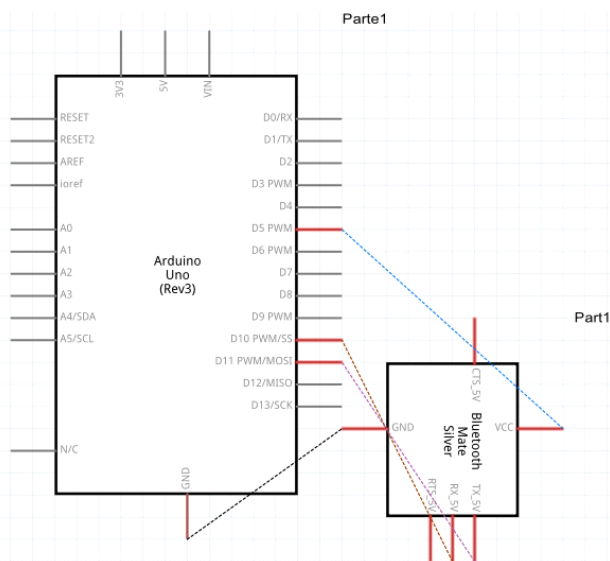 Parte1
3V3
5V
VIN
RESET
RESET2
AREF
ioref
A0
A1
A2
A3
A4/SDA
A5/SCL
N/C
Arduino
Uno
(Rev3)
D0/RX
D1/TX
D2
D3 PWM
D4
D5 PWM
D6 PWM
D7
D8
D9 PWM
D10 PWM/SS
D11 PWM/MOSI
D12/MISO
D13/SCK
GND
Part1
CTS_5V
GND
Bluetooth
Mate
Silver
VCC
RTS_5V
RX_5V
TX_5V